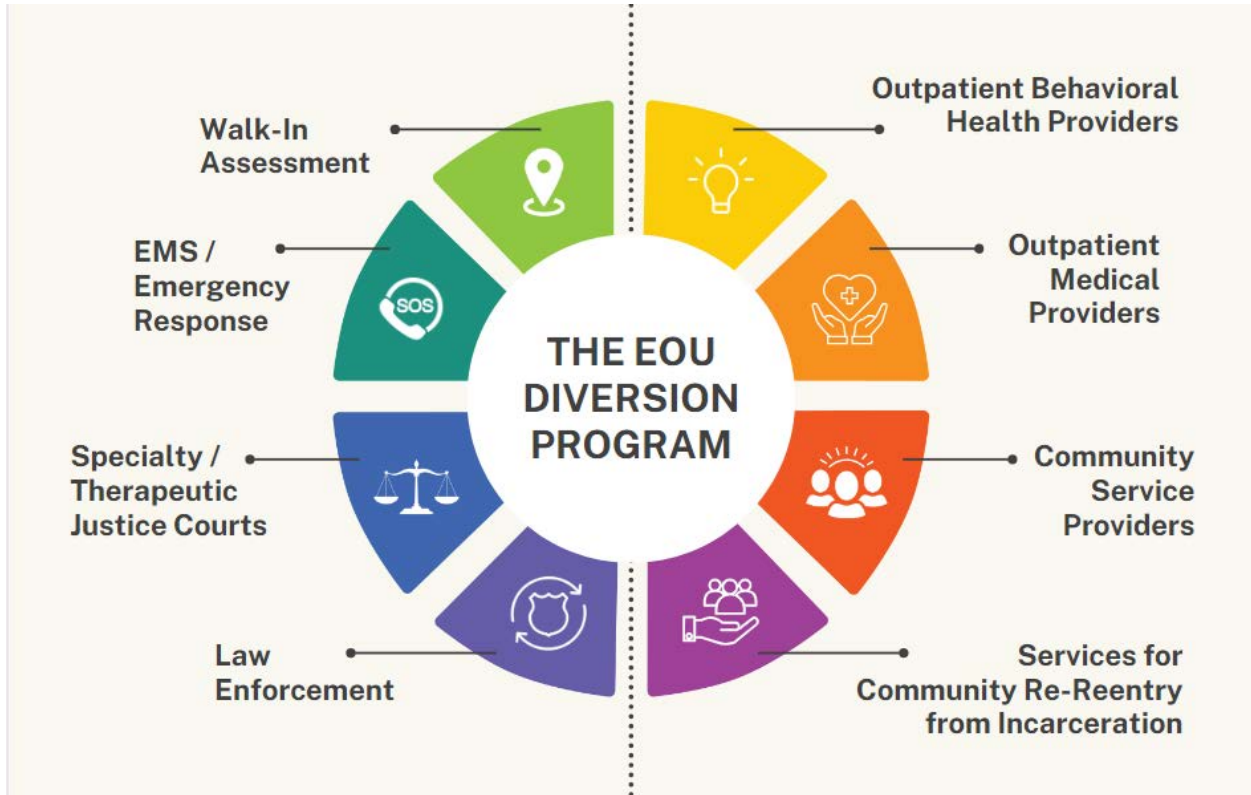 Walk-In
Assessment
EMS /
Emergency
Response
SOS
Specialty /
Therapeutic
Justice Courts
Law
Enforcement
THE EOU
DIVERSION
PROGRAM
Outpatient Behavioral
Health Providers
Outpatient
Medical
Providers
Community
Service
Providers
Services for
Community Re-Reentry
from Incarceration